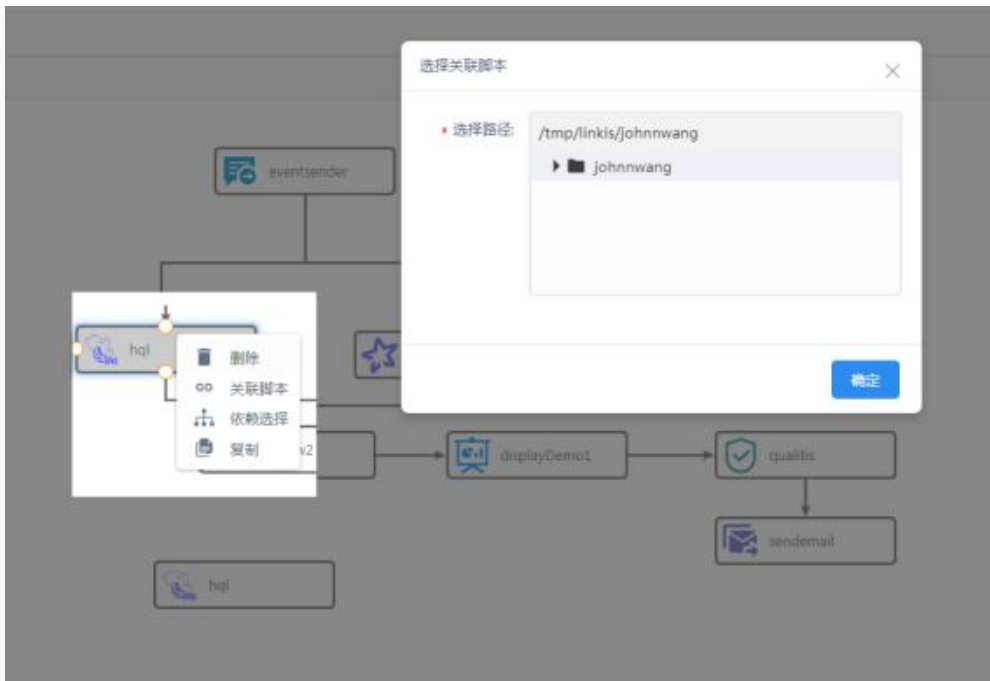 选择关联脚本
* 选择路径:
/tmp/linkis/johnnwang
johnnwang
eventsender
hql
删除
关联脚本
依赖选择
复制
w2
确定
displayDemo1
qualitis
sendemail
hql